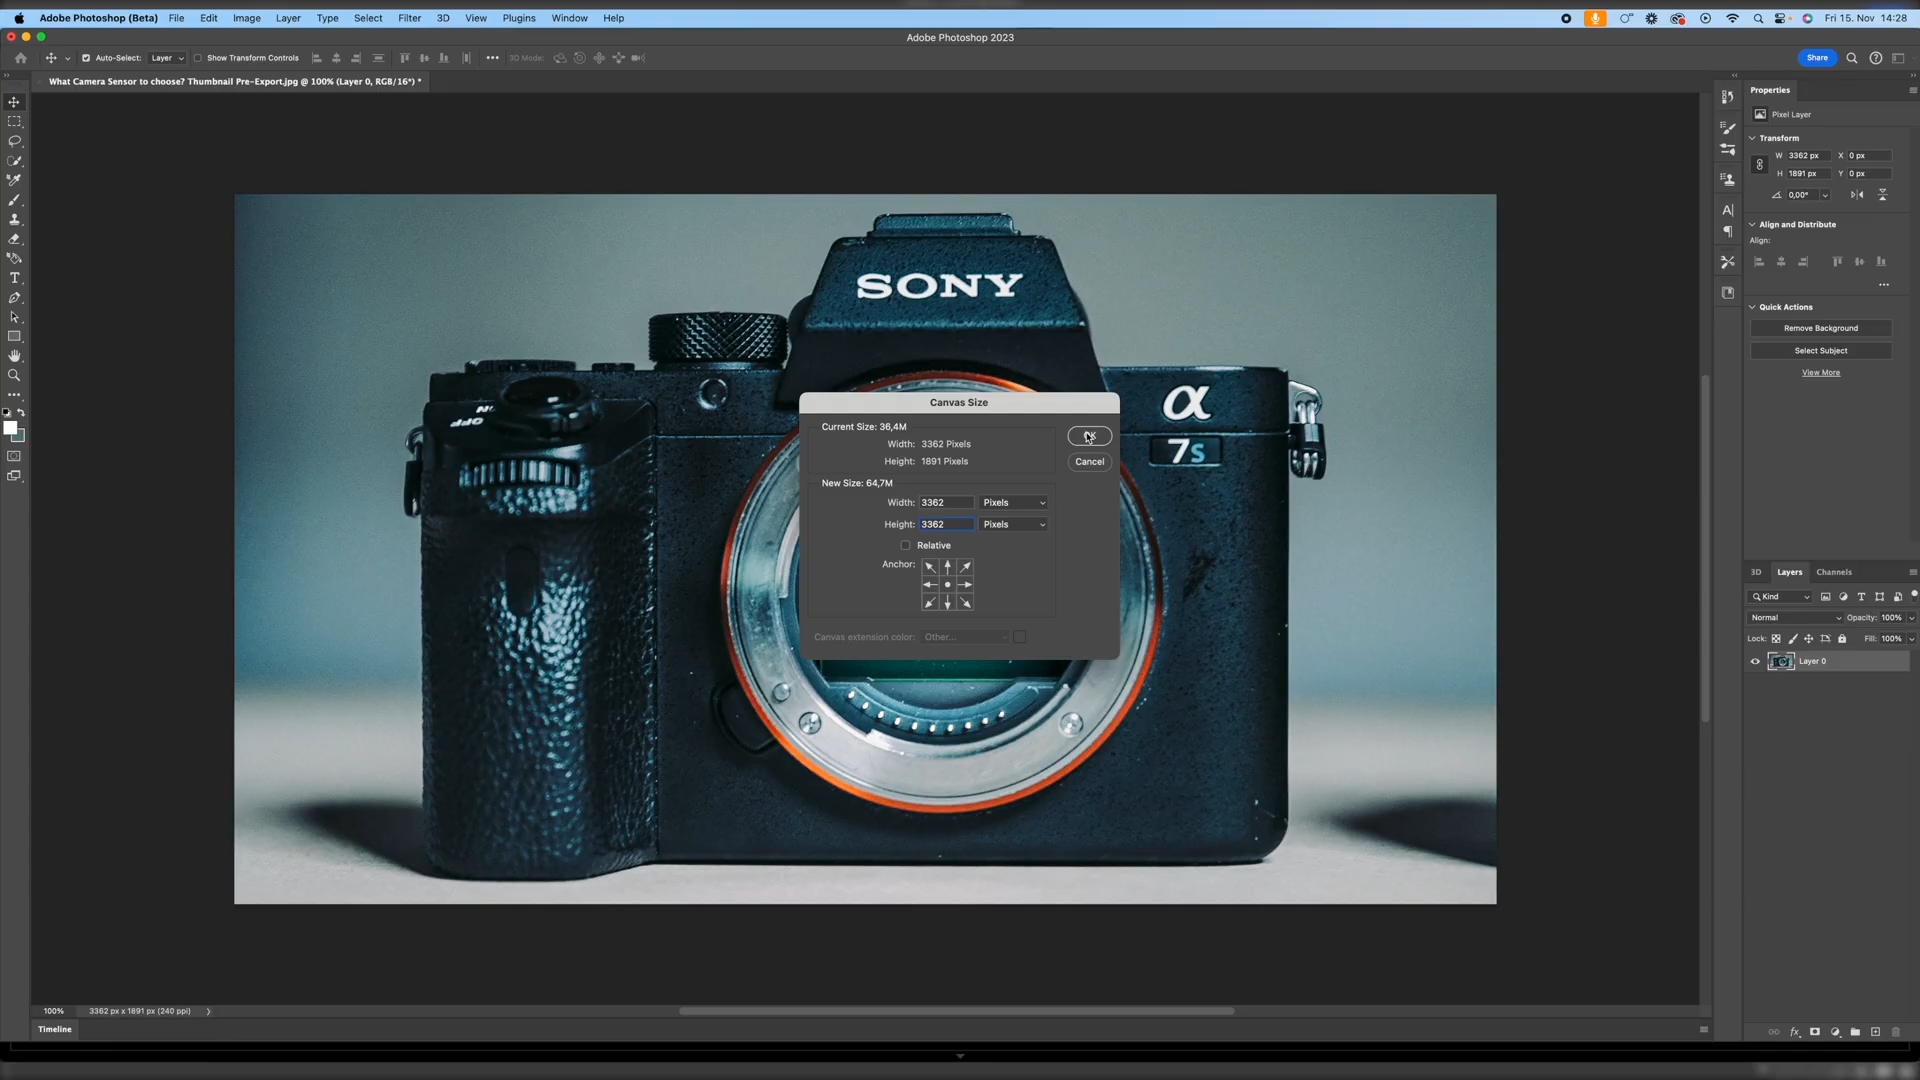 Adobe Photoshop (Beta) File Edit Image Layer Type Select Filter 3D View Plugins Window Help Fri 15. Nov 14:28
Adobe Photoshop 2023
Auto-Select: Layer Show Transform Controls 3D Mode: Share
What Camera Sensor to choose? Thumbnail Pre-Export.jpg @ 100% (Layer 0, RGB/16*) *
Properties
Pixel Layer
Transform
W 3362 px X 0 px
H 1891 px Y 0 px
0,00°
Align and Distribute
Align:
Quick Actions
Remove Background
Select Subject
View More
SONY
α
7s
OFF
ON
Canvas Size
Current Size: 36,4M
Width: 3362 Pixels
Height: 1891 Pixels
OK
Cancel
New Size: 64,7M
Width: 3362 Pixels
Height: 3362 Pixels
Relative
Anchor:
Canvas extension color: Other...
3D Layers Channels
Kind
Normal Opacity: 100%
Lock: Fill: 100%
Layer 0
100% 3362 px x 1891 px (240 ppi)
Timeline